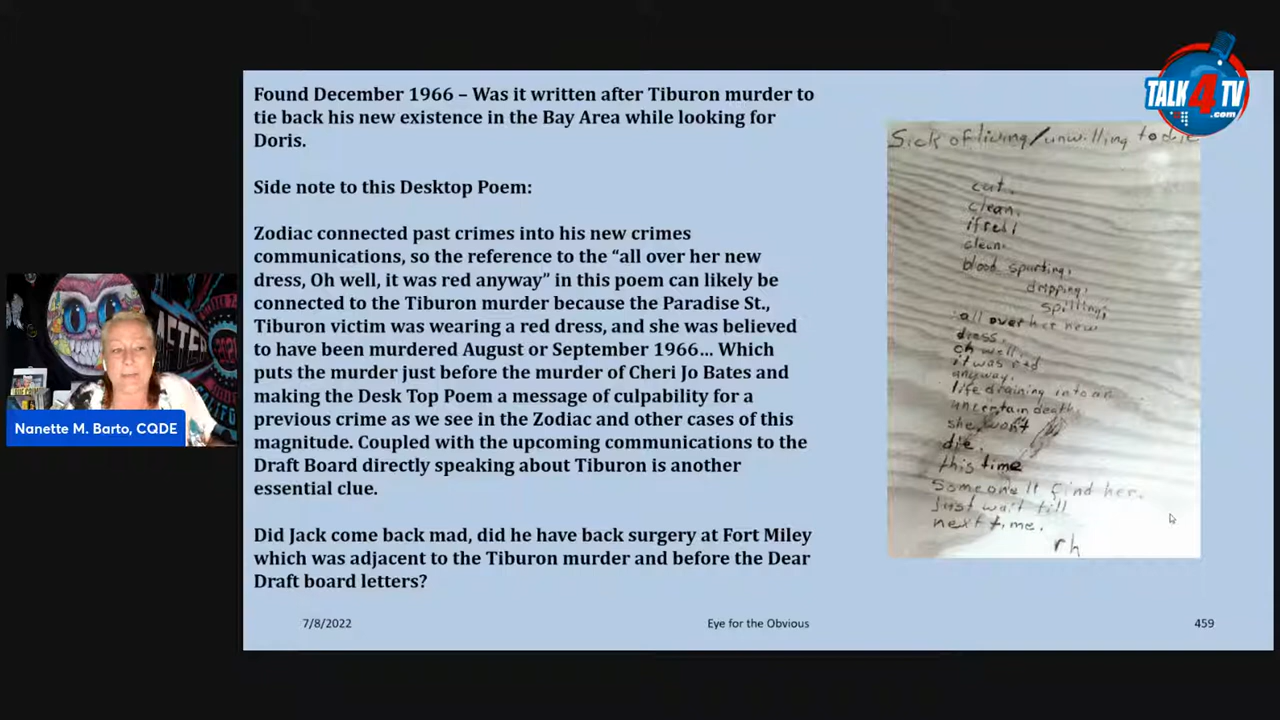 TALK4TV
.com
Found December 1966 – Was it written after Tiburon murder to
tie back his new existence in the Bay Area while looking for
Doris.
Side note to this Desktop Poem:
Zodiac connected past crimes into his new crimes
communications, so the reference to the “all over her new
dress, Oh well, it was red anyway” in this poem can likely be
connected to the Tiburon murder because the Paradise St.,
Tiburon victim was wearing a red dress, and she was believed
to have been murdered August or September 1966… Which
puts the murder just before the murder of Cheri Jo Bates and
making the Desk Top Poem a message of culpability for a
previous crime as we see in the Zodiac and other cases of this
magnitude. Coupled with the upcoming communications to the
Draft Board directly speaking about Tiburon is another
essential clue.
Did Jack come back mad, did he have back surgery at Fort Miley
which was adjacent to the Tiburon murder and before the Dear
Draft board letters?
Sick of living/unwilling to die
cut.
clean.
if red /
clean.
blood spurting,
dripping,
spilling,
all over her new
dress.
oh well,
it was red
anyway.
life draining into an
uncertain death.
she won't
die.
this time
Someone ll find her.
Just wait till
next time.
rh
AFTER
Nanette M. Barto, CQDE
7/8/2022
Eye for the Obvious
459